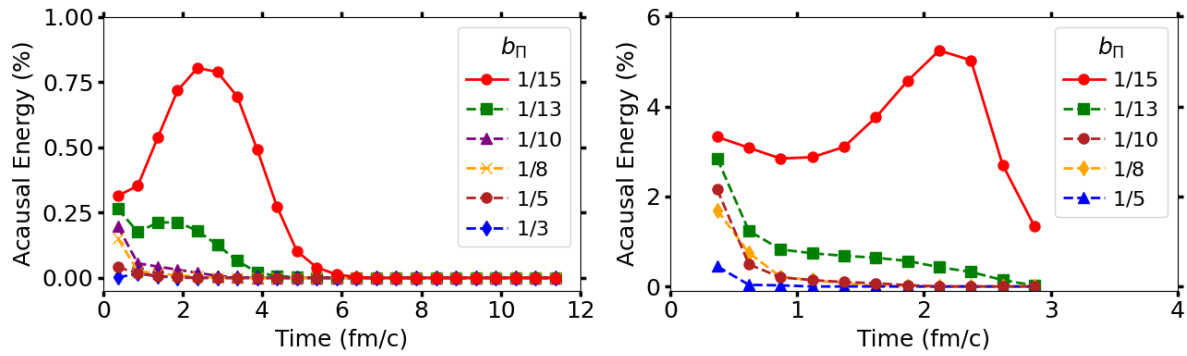 1.00
0.75
0.50
0.25
0.00
Acausal Energy (%)
0 2 4 6 8 10 12
Time (fm/c)
b_Π
1/15
1/13
1/10
1/8
1/5
1/3
6
4
2
0
Acausal Energy (%)
0 1 2 3 4
Time (fm/c)
b_Π
1/15
1/13
1/10
1/8
1/5